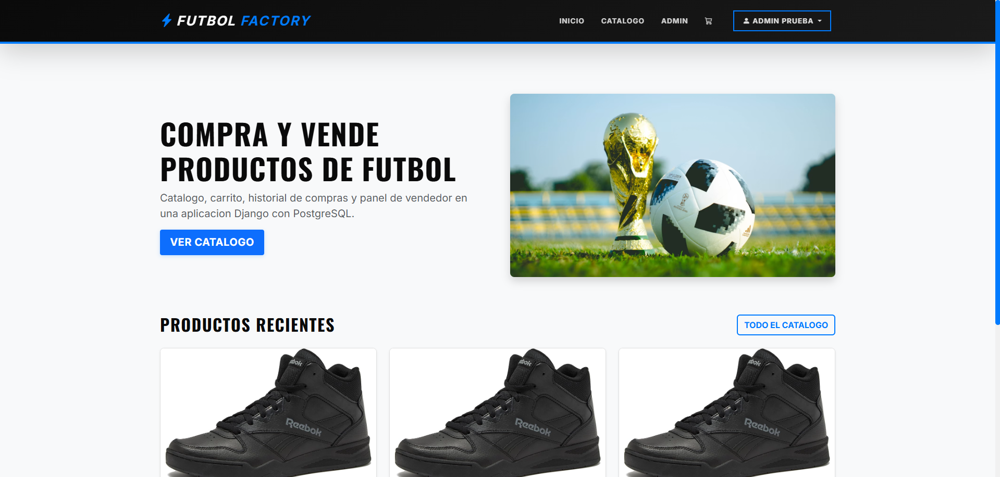 FUTBOL FACTORY
INICIO
CATALOGO
ADMIN
ADMIN PRUEBA
COMPRA Y VENDE
PRODUCTOS DE FUTBOL
Catalogo, carrito, historial de compras y panel de vendedor en
una aplicacion Django con PostgreSQL.
VER CATALOGO
adidas
PRODUCTOS RECIENTES
TODO EL CATALOGO
Reebok
Reebok
Reebok